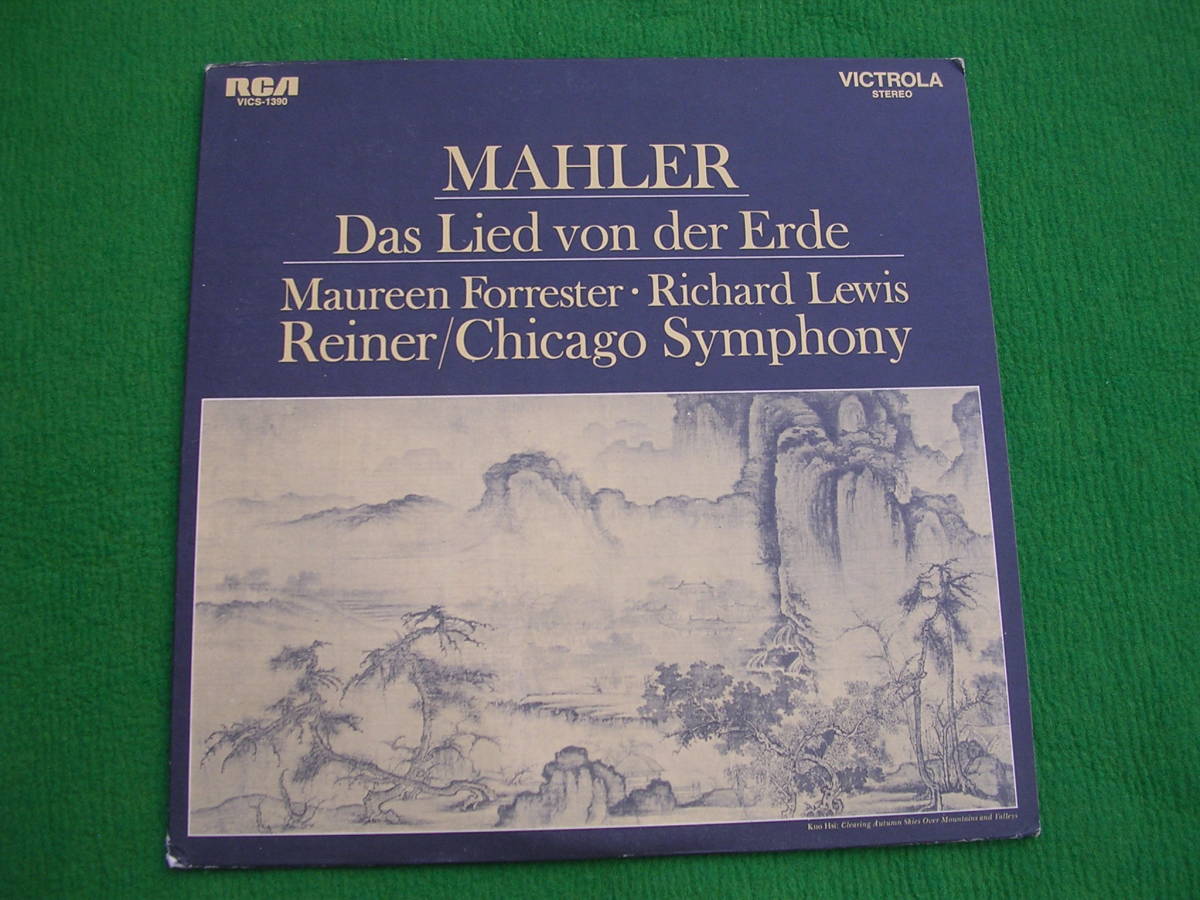 RCA
VICS-1390
VICTROLA
STEREO
MAHLER
Das Lied von der Erde
Maureen Forrester · Richard Lewis
Reiner/Chicago Symphony
Kuo Hsi: Clearing Autumn Skies Over Mountains and Valleys